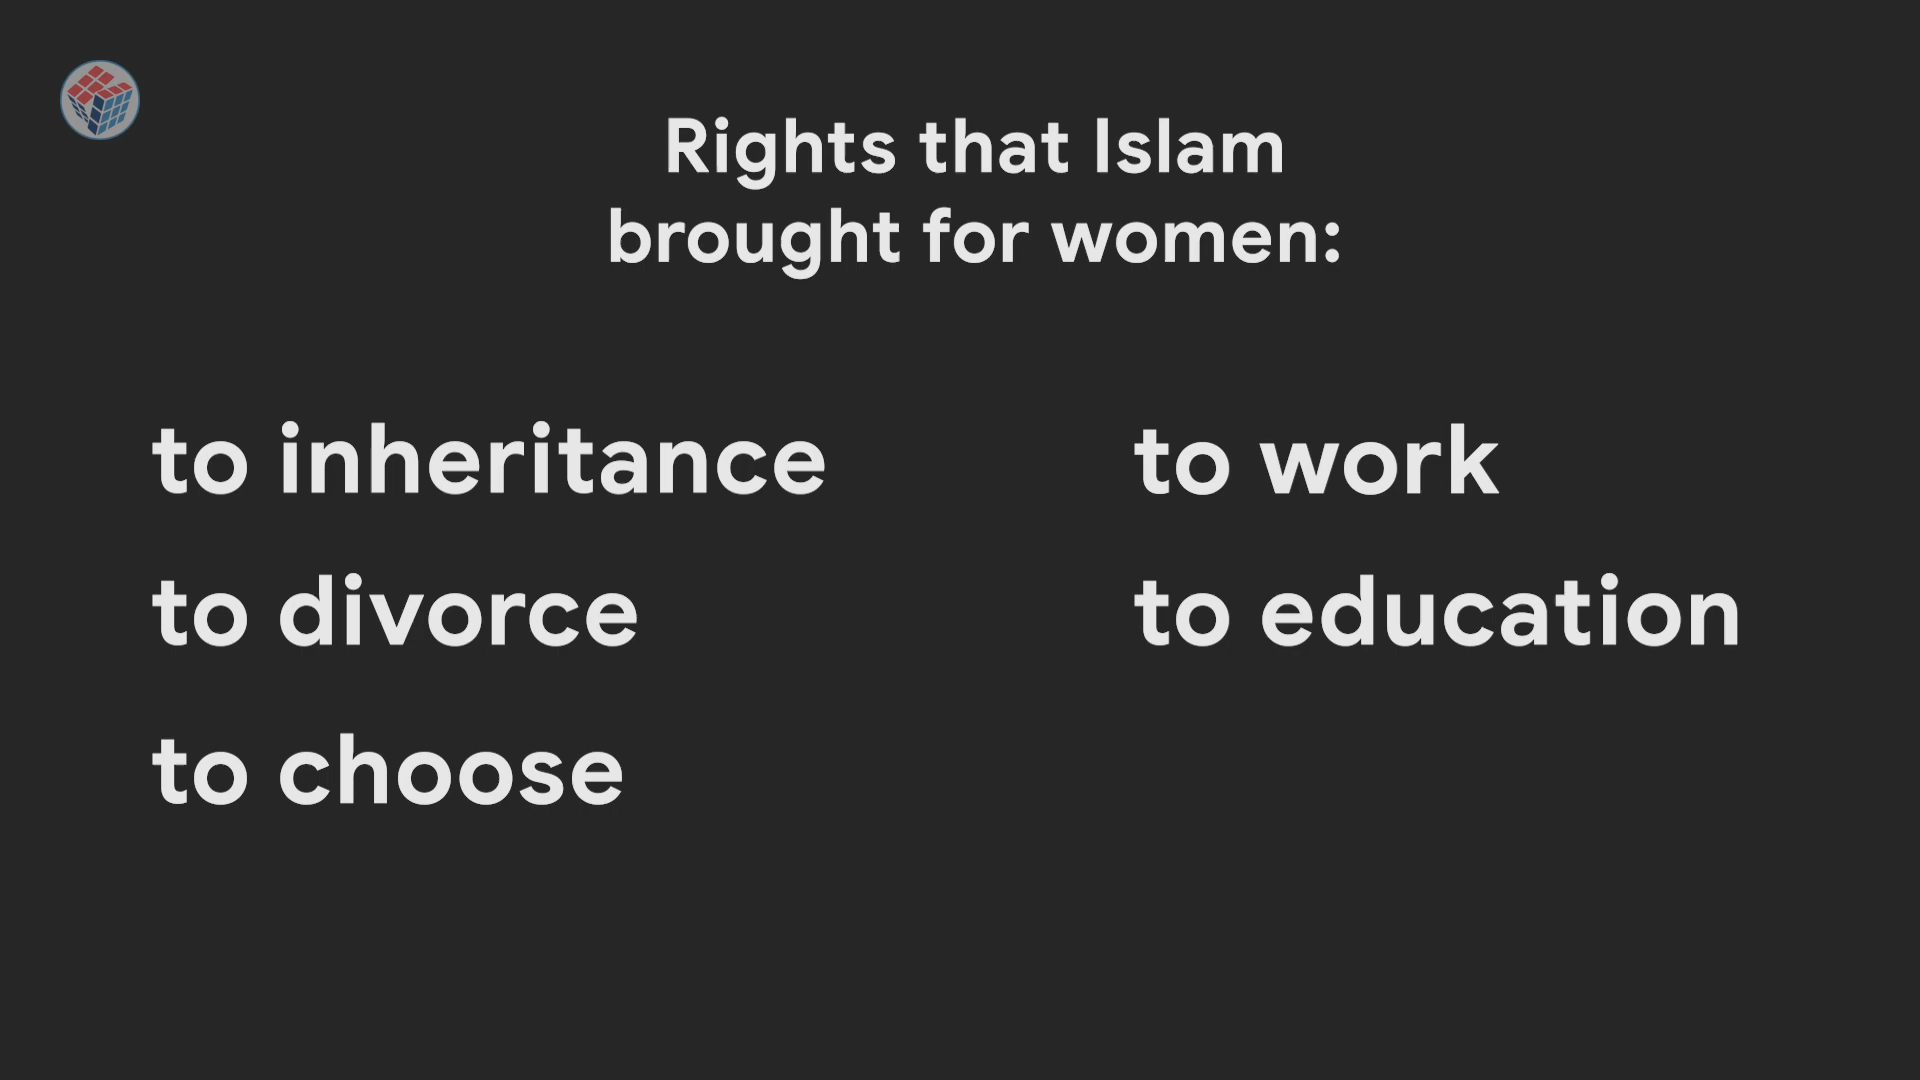 Rights that Islam
brought for women:
to inheritance
to divorce
to choose
to work
to education